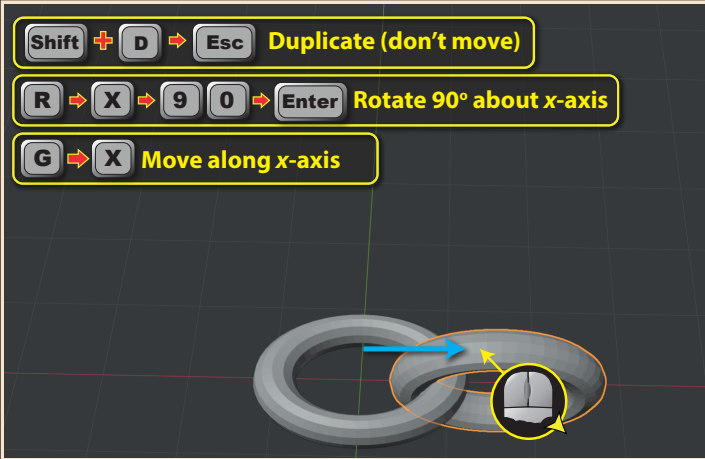 Shift + D Esc Duplicate (don’t move)
R X 9 0 Enter Rotate 90° about x-axis
G X Move along x-axis